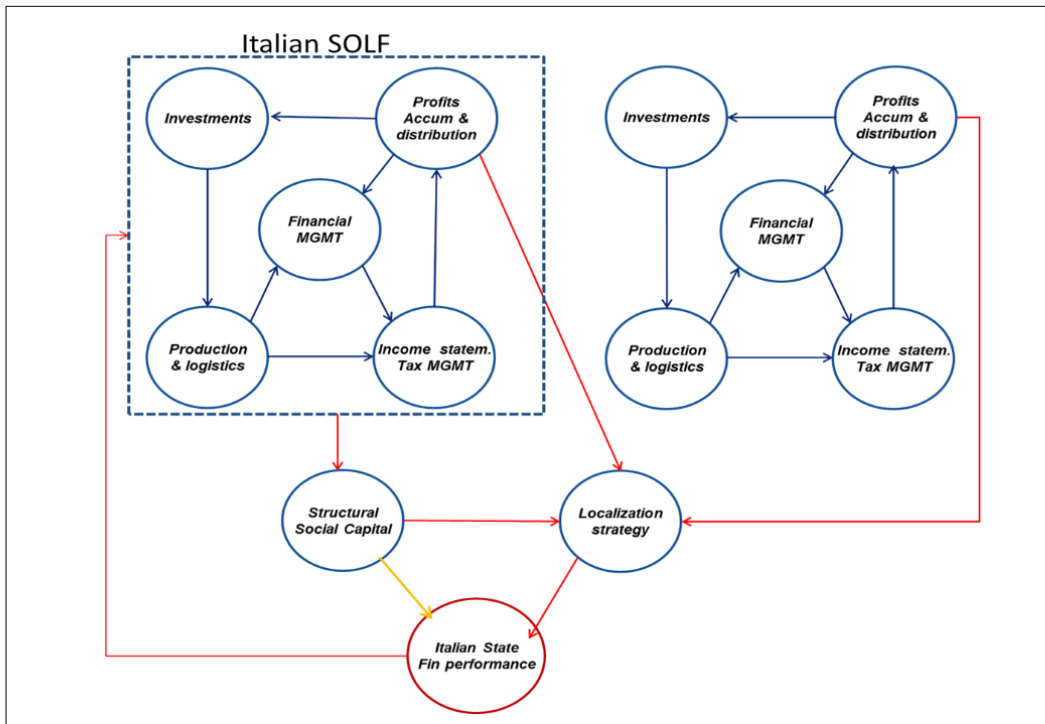 Italian SOLF
Investments
Profits
Accum &
distribution
Financial
MGMT
Production
& logistics
Income statem.
Tax MGMT
Investments
Profits
Accum &
distribution
Financial
MGMT
Production
& logistics
Income statem.
Tax MGMT
Structural
Social Capital
Localization
strategy
Italian State
Fin performance